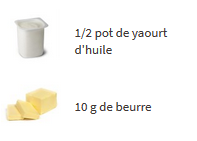 1/2 pot de yaourt
d'huile
10 g de beurre